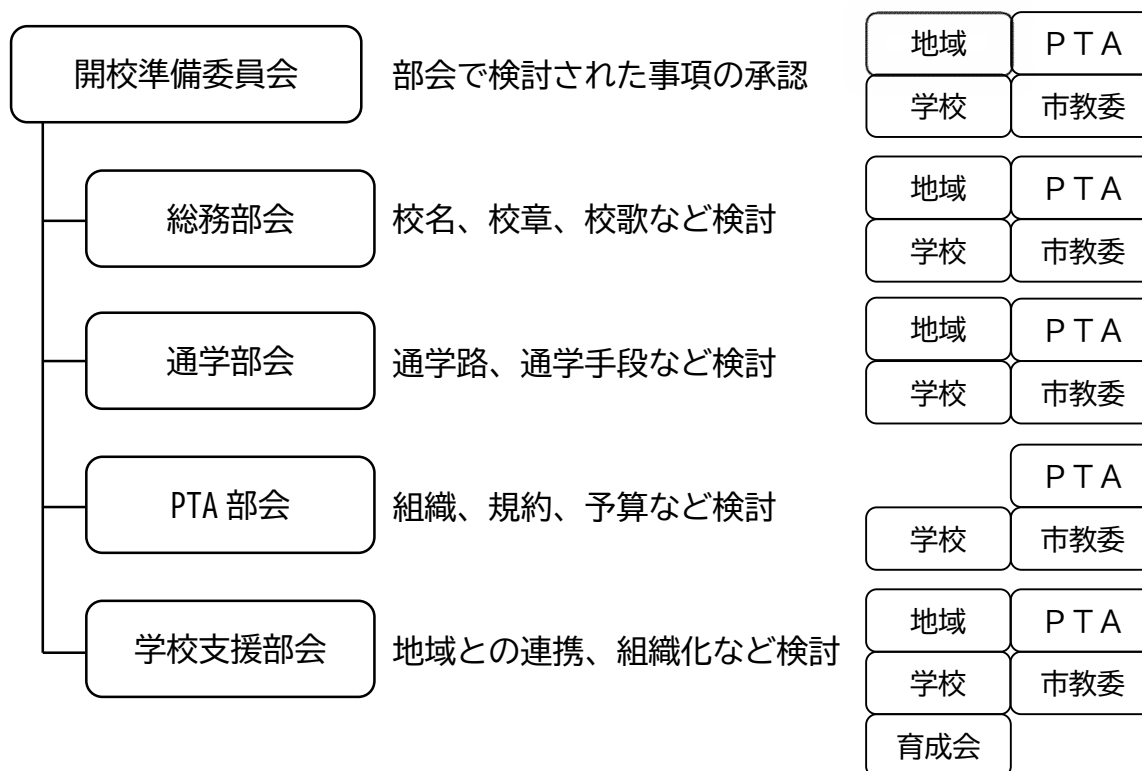 開校準備委員会 部会で検討された事項の承認
地域 ＰＴＡ
学校 市教委
総務部会 校名、校章、校歌など検討
地域 ＰＴＡ
学校 市教委
通学部会 通学路、通学手段など検討
地域 ＰＴＡ
学校 市教委
PTA 部会 組織、規約、予算など検討
ＰＴＡ
学校 市教委
学校支援部会 地域との連携、組織化など検討
地域 ＰＴＡ
学校 市教委
育成会